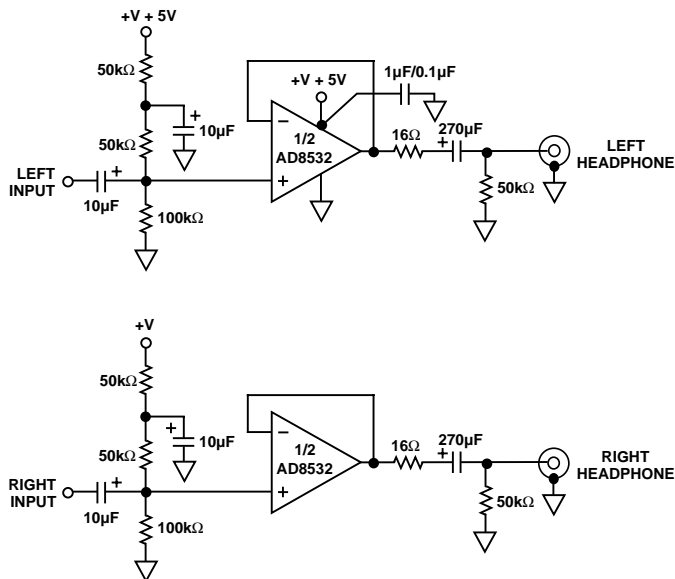 +V + 5V
50kΩ
+V + 5V
1µF/0.1µF
+
10µF
50kΩ
−
1/2
AD8532
+
16Ω
270µF
+
LEFT
HEADPHONE
LEFT
INPUT
+
10µF
100kΩ
50kΩ
+V
50kΩ
+
10µF
50kΩ
−
1/2
AD8532
+
16Ω
270µF
+
RIGHT
HEADPHONE
RIGHT
INPUT
+
10µF
100kΩ
50kΩ